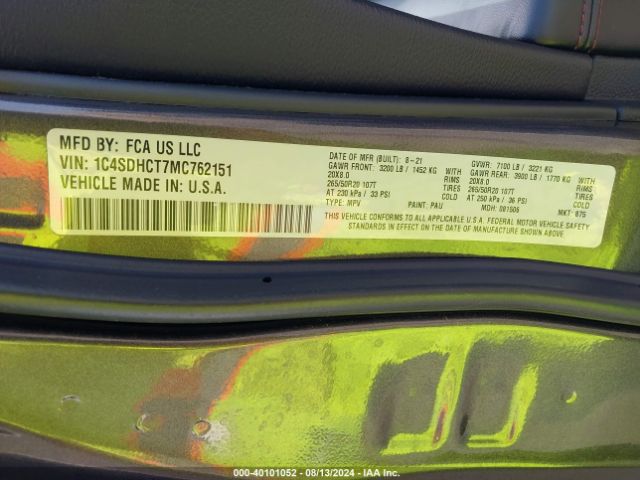 MFD BY: FCA US LLC
VIN: 1C4SDHCT7MC762151
VEHICLE MADE IN: U.S.A.
DATE OF MFR (BUILT): 8-21 GVWR: 7100 LB / 3221 KG
GAWR FRONT: 3200 LB / 1452 KG WITH GAWR REAR: 3900 LB / 1770 KG WITH
20X8.0 RIMS 20X8.0 RIMS
265/50R20 107T TIRES 265/50R20 107T TIRES
AT 230 kPa / 33 PSI COLD AT 250 kPa / 36 PSI COLD
TYPE: MPV PAINT: PAU MDH: 081506 MKT: 875
THIS VEHICLE CONFORMS TO ALL APPLICABLE U.S.A. FEDERAL MOTOR VEHICLE SAFETY
STANDARDS IN EFFECT ON THE DATE OF MANUFACTURE SHOWN ABOVE.
000-40101052 - 08/13/2024 - IAA Inc.